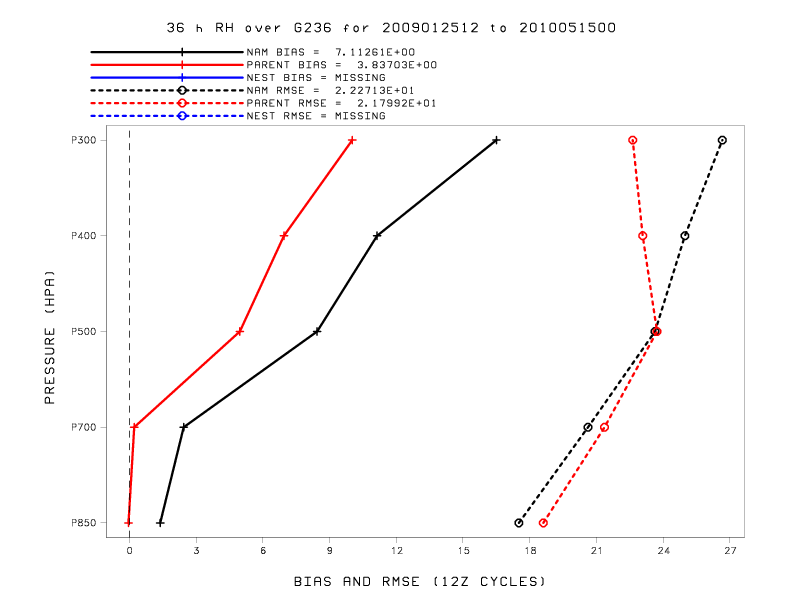 36 h RH over G236 for 2009012512 to 2010051500
NAM BIAS = 7.11261E+00
PARENT BIAS = 3.83703E+00
NEST BIAS = MISSING
NAM RMSE = 2.22713E+01
PARENT RMSE = 2.17992E+01
NEST RMSE = MISSING
P300
P400
P500
P700
P850
PRESSURE (HPA)
0 3 6 9 12 15 18 21 24 27
BIAS AND RMSE (12Z CYCLES)